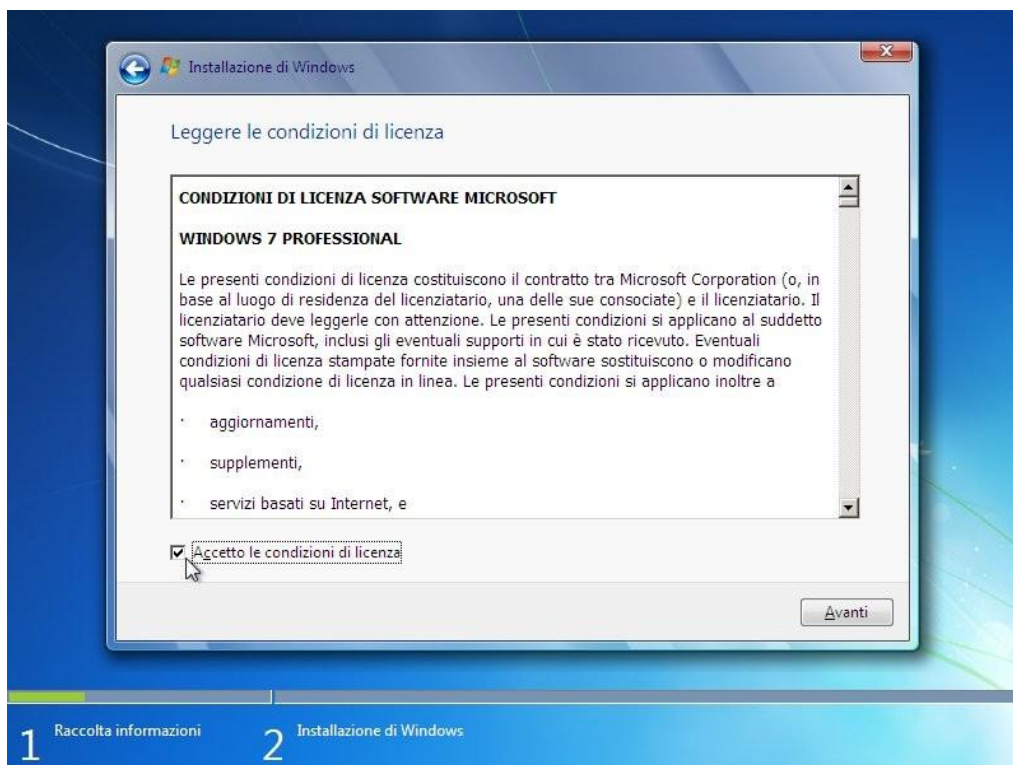 Installazione di Windows
Leggere le condizioni di licenza
CONDIZIONI DI LICENZA SOFTWARE MICROSOFT
WINDOWS 7 PROFESSIONAL
Le presenti condizioni di licenza costituiscono il contratto tra Microsoft Corporation (o, in
base al luogo di residenza del licenziatario, una delle sue consociate) e il licenziatario. Il
licenziatario deve leggerle con attenzione. Le presenti condizioni si applicano al suddetto
software Microsoft, inclusi gli eventuali supporti in cui è stato ricevuto. Eventuali
condizioni di licenza stampate fornite insieme al software sostituiscono o modificano
qualsiasi condizione di licenza in linea. Le presenti condizioni si applicano inoltre a
· aggiornamenti,
· supplementi,
· servizi basati su Internet, e
Accetto le condizioni di licenza
Avanti
1 Raccolta informazioni
2 Installazione di Windows